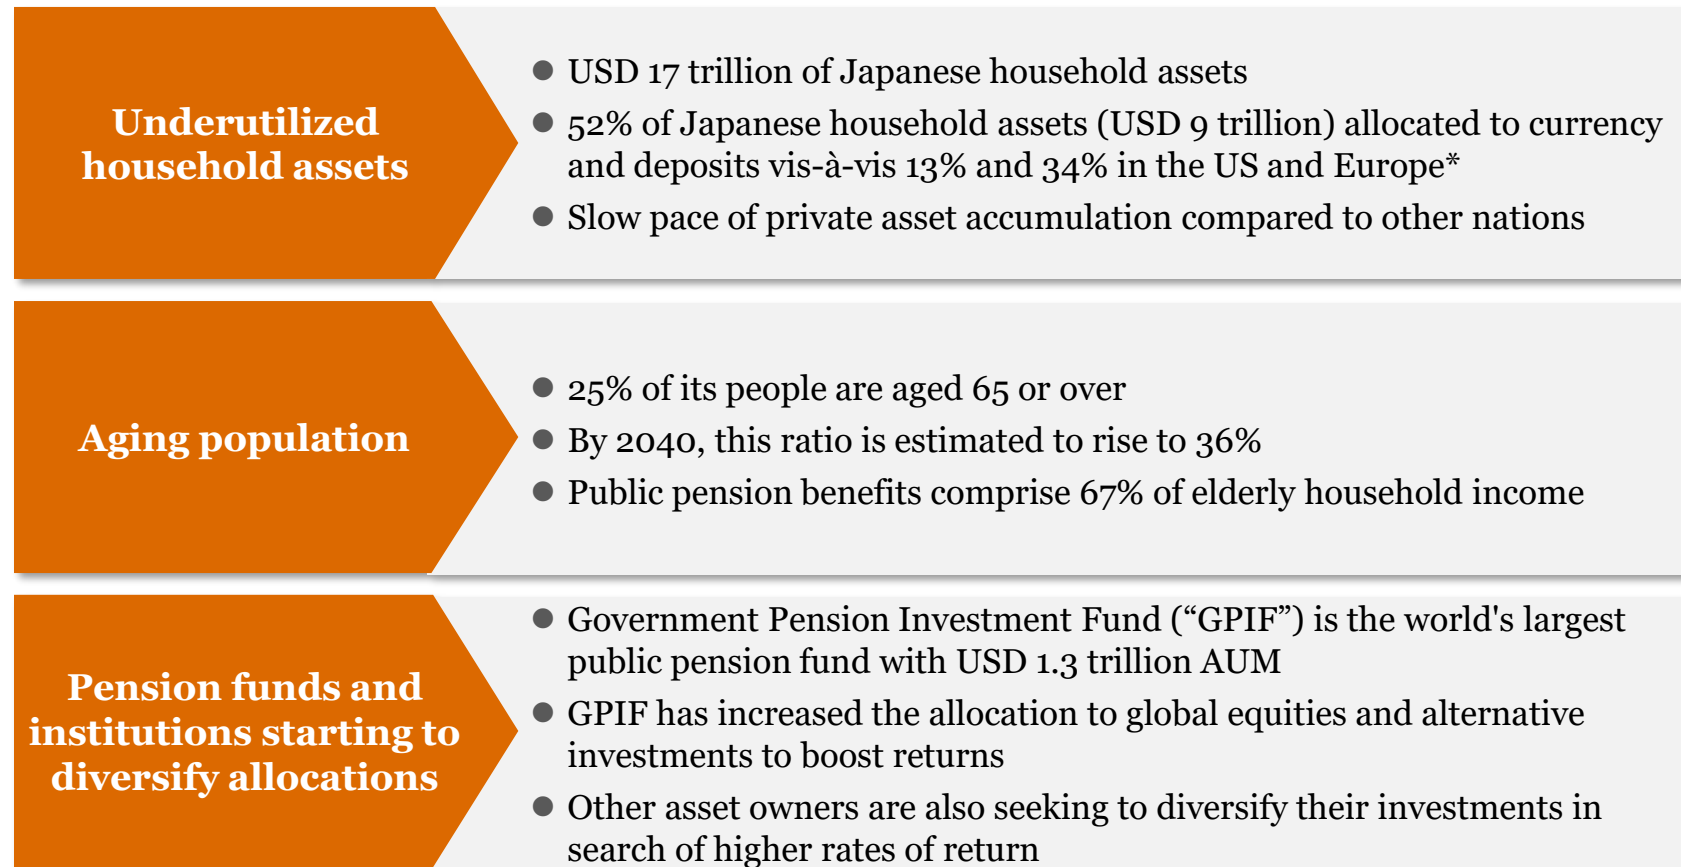 Underutilized
household assets
● USD 17 trillion of Japanese household assets
● 52% of Japanese household assets (USD 9 trillion) allocated to currency
and deposits vis-à-vis 13% and 34% in the US and Europe*
● Slow pace of private asset accumulation compared to other nations
Aging population
● 25% of its people are aged 65 or over
● By 2040, this ratio is estimated to rise to 36%
● Public pension benefits comprise 67% of elderly household income
Pension funds and
institutions starting to
diversify allocations
● Government Pension Investment Fund (“GPIF”) is the world's largest
public pension fund with USD 1.3 trillion AUM
● GPIF has increased the allocation to global equities and alternative
investments to boost returns
● Other asset owners are also seeking to diversify their investments in
search of higher rates of return